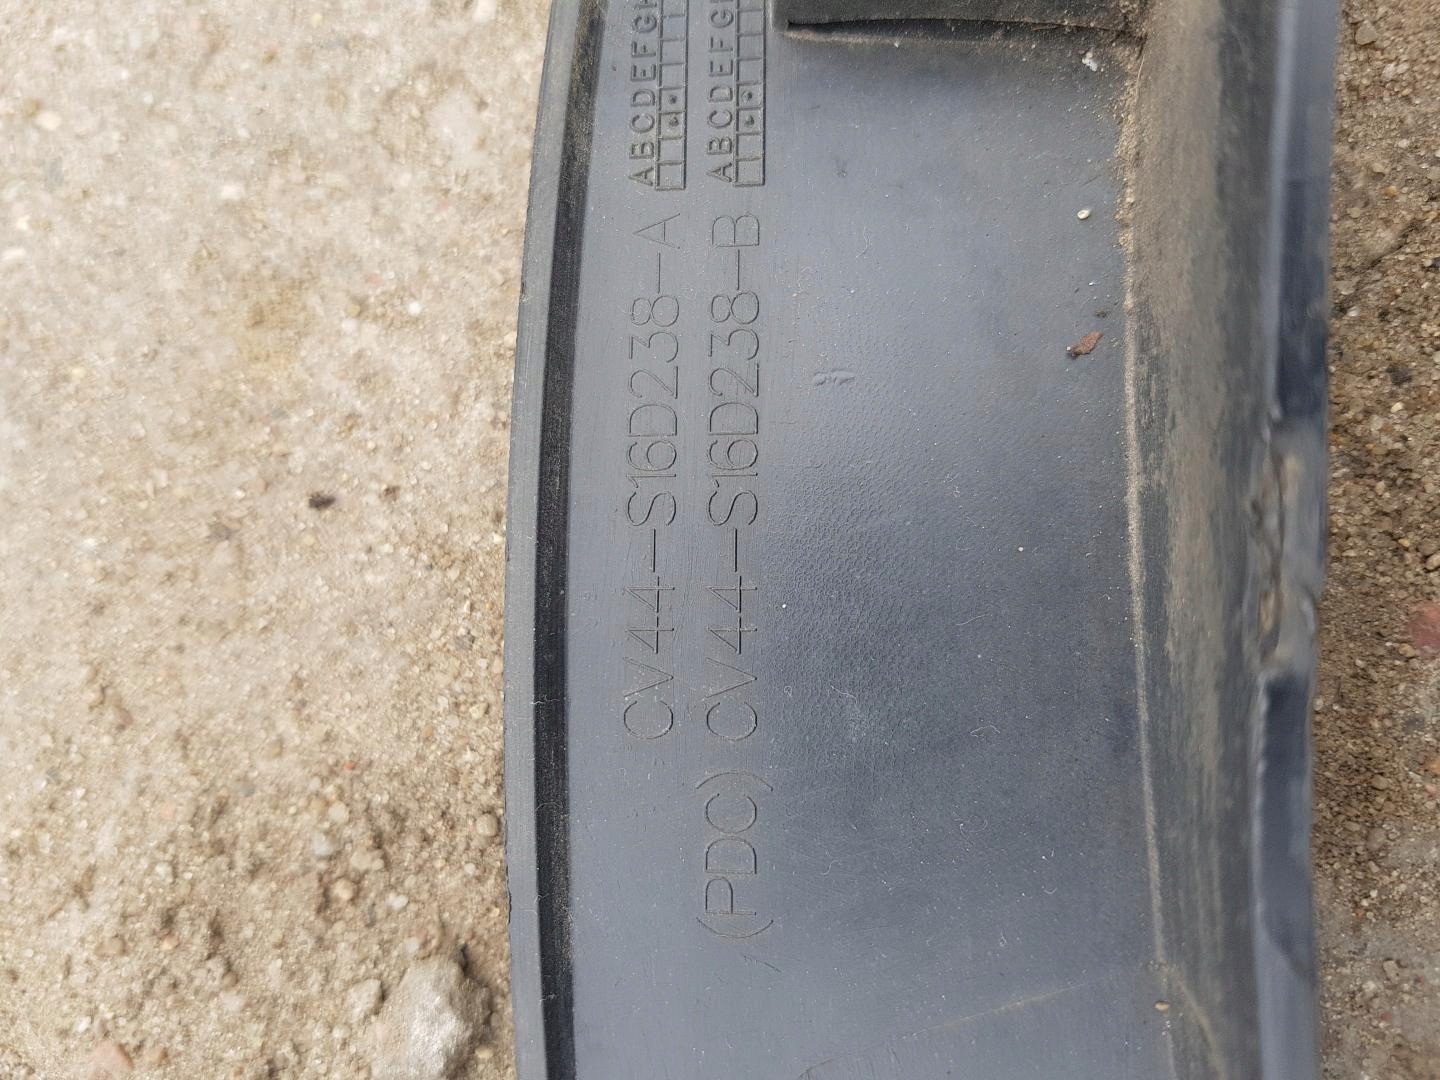 CV44-S16D238-A ABCDEFG
(PDC) CV44-S16D238-B ABCDEFG